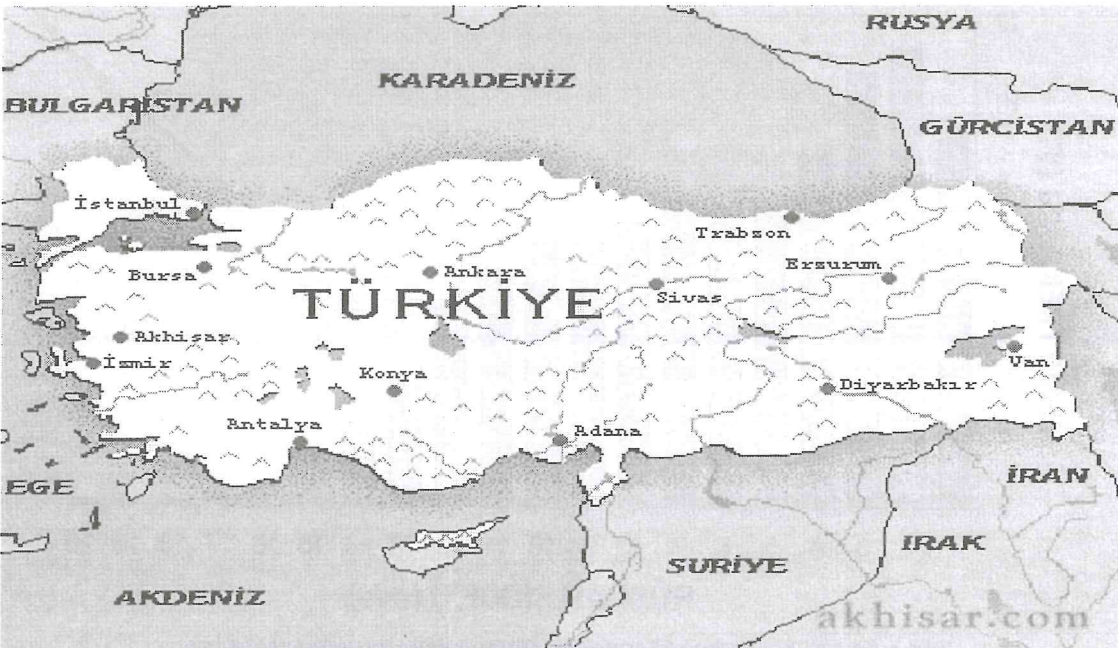 RUSYA
KARADENİZ
BULGARİSTAN
GÜRCİSTAN
İstanbul
Trabson
Bursa
Ankara
Ersurum
TÜRKİYE
Sivas
Akhisar
İsmir
Konya
Van
Diyarbakır
Antalya
Adana
EGE
İRAN
IRAK
SURİYE
AKDENİZ
akhisar.com